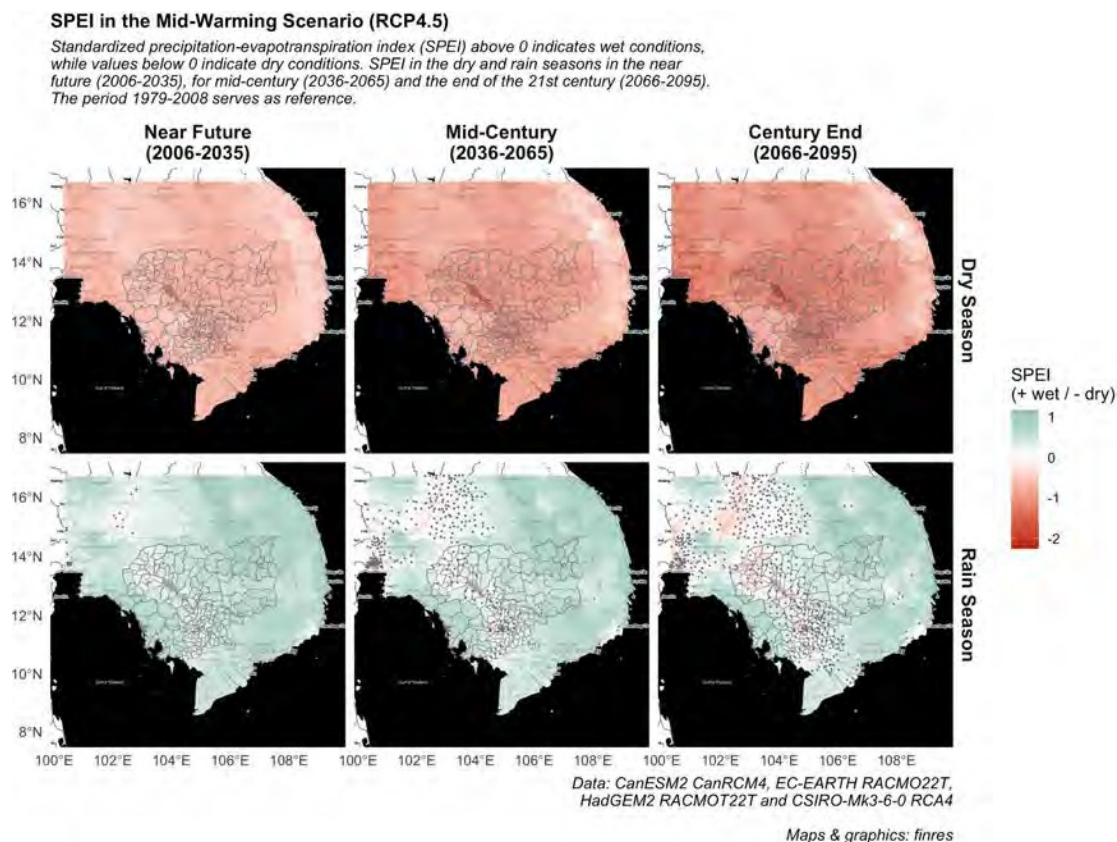 SPEI in the Mid-Warming Scenario (RCP4.5)
Standardized precipitation-evapotranspiration index (SPEI) above 0 indicates wet conditions,
while values below 0 indicate dry conditions. SPEI in the dry and rain seasons in the near
future (2006-2035), for mid-century (2036-2065) and the end of the 21st century (2066-2095).
The period 1979-2008 serves as reference.
Near Future
(2006-2035)
Mid-Century
(2036-2065)
Century End
(2066-2095)
16°N
14°N
12°N
10°N
8°N
Dry Season
16°N
14°N
12°N
10°N
8°N
Rain Season
SPEI
(+ wet / - dry)
1
0
-1
-2
100°E 102°E 104°E 106°E 108°E
100°E 102°E 104°E 106°E 108°E
100°E 102°E 104°E 106°E 108°E
Data: CanESM2 CanRCM4, EC-EARTH RACMO22T,
HadGEM2 RACMOT22T and CSIRO-Mk3-6-0 RCA4
Maps & graphics: finres